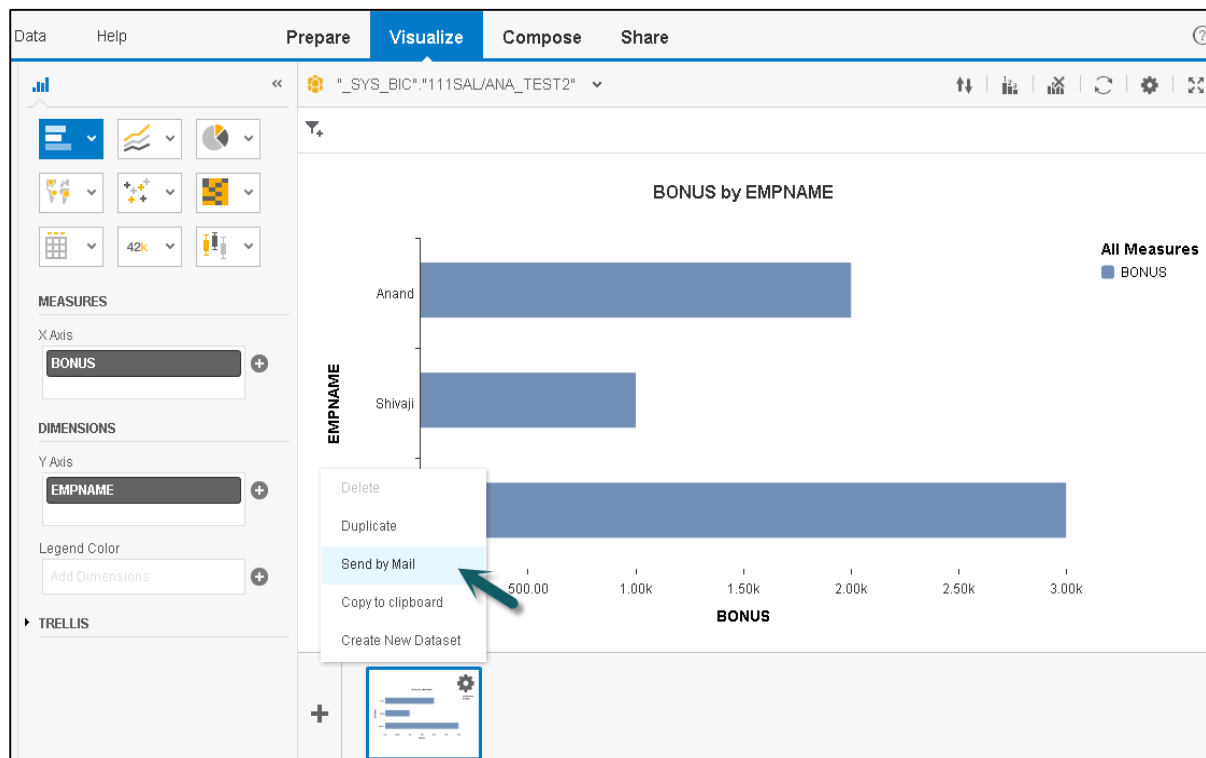 Data Help Prepare Visualize Compose Share
"_SYS_BIC"."111SAL/ANA_TEST2"
BONUS by EMPNAME
All Measures
BONUS
42k
MEASURES
X Axis
BONUS
DIMENSIONS
Y Axis
EMPNAME
Legend Color
Add Dimensions
TRELLIS
EMPNAME
Anand
Shivaji
500.00 1.00k 1.50k 2.00k 2.50k 3.00k
BONUS
Delete
Duplicate
Send by Mail
Copy to clipboard
Create New Dataset